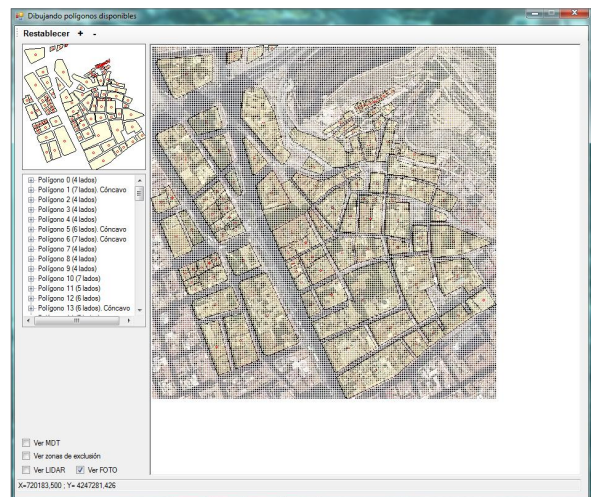 Dibujando polígonos disponibles
Restablecer + -
Polígono 0 (4 lados)
Polígono 1 (7 lados). Cóncavo
Polígono 2 (4 lados)
Polígono 3 (4 lados)
Polígono 4 (4 lados)
Polígono 5 (6 lados). Cóncavo
Polígono 6 (7 lados). Cóncavo
Polígono 7 (4 lados)
Polígono 8 (4 lados)
Polígono 9 (4 lados)
Polígono 10 (7 lados)
Polígono 11 (5 lados)
Polígono 12 (6 lados)
Polígono 13 (6 lados). Cóncavo
Ver MDT
Ver zonas de exclusión
Ver LIDAR
Ver FOTO
X=720183,500 ; Y= 4247281,426